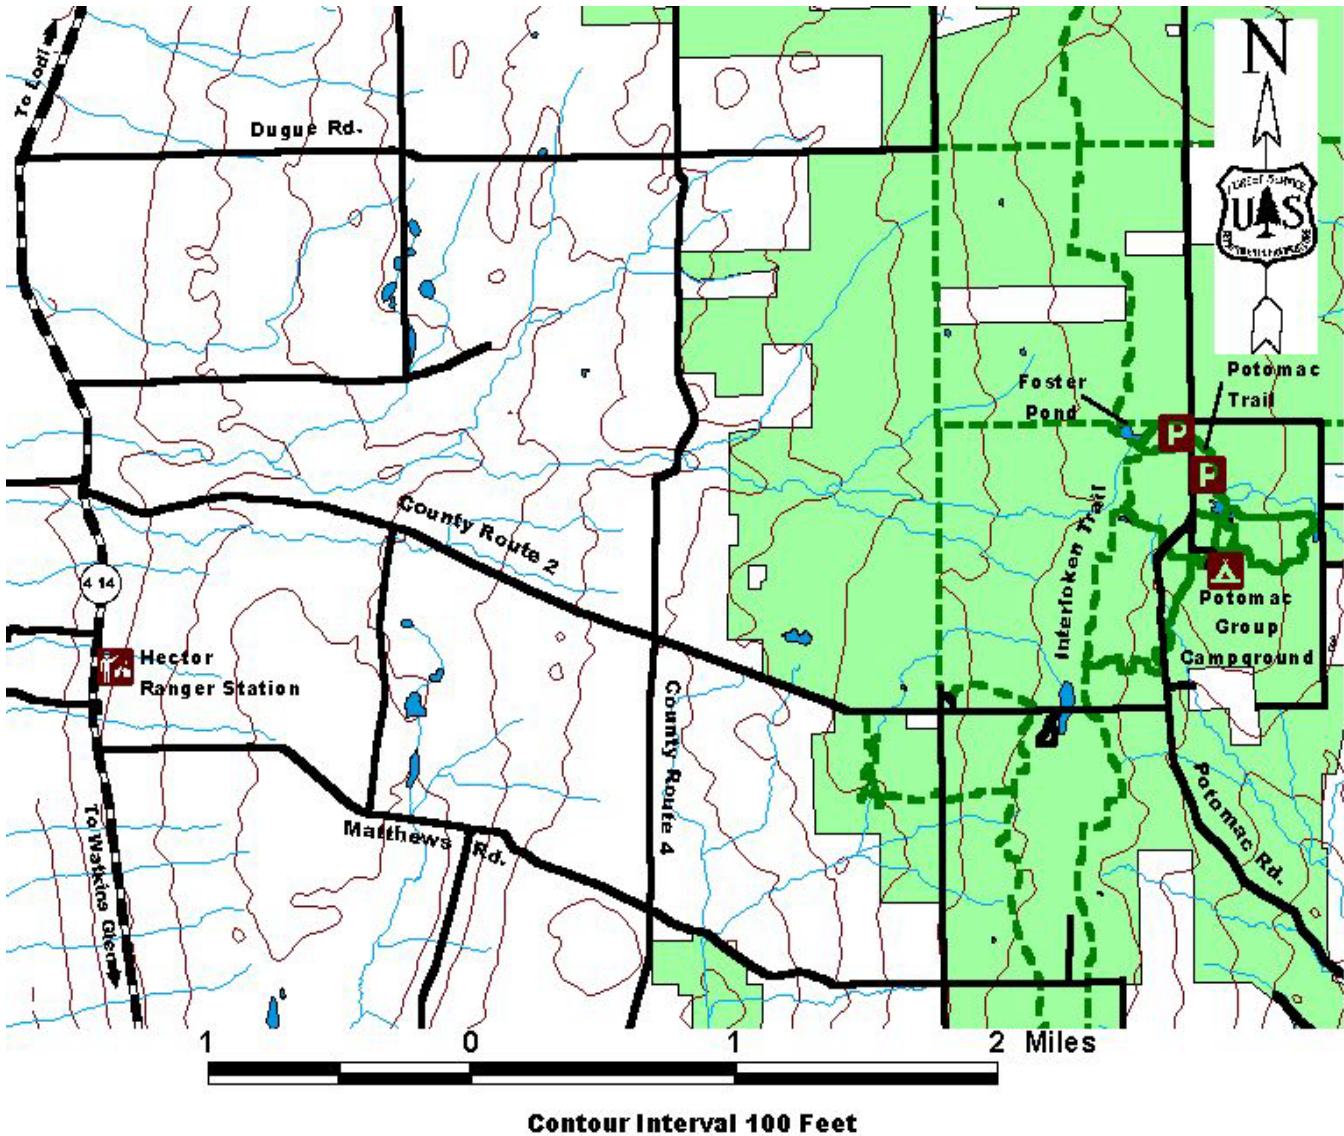 To Lodi
N
Dugue Rd.
U S
Potomac
Trail
Foster
Pond
P
P
County Route 2
Interloken Trail
414
Potomac
Group
Campground
Hector
Ranger Station
County Route 4
Potomac Rd.
Matthews Rd.
To Watkins Glen
1 0 1 2 Miles
Contour Interval 100 Feet